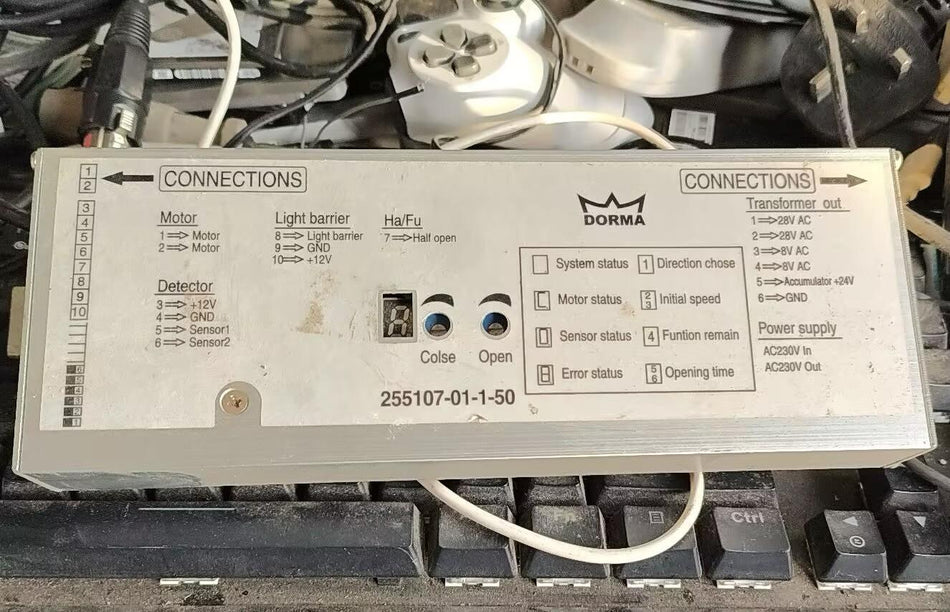 1
2
CONNECTIONS
3
4
5
6
7
8
9
10
Motor
1⇒Motor
2⇒Motor
Detector
3⇒+12V
4⇒GND
5⇒Sensor1
6⇒Sensor2
Light barrier
8⇒Light barrier
9⇒GND
10⇒+12V
Ha/Fu
7⇒Half open
Colse
Open
255107-01-1-50
DORMA
System status
Motor status
Sensor status
Error status
1 Direction chose
2 3 Initial speed
4 Funtion remain
5 6 Opening time
CONNECTIONS
Transformer out
1⇒28V AC
2⇒28V AC
3⇒8V AC
4⇒8V AC
5⇒Accumulator +24V
6⇒GND
Power supply
AC230V In
AC230V Out
Ctrl